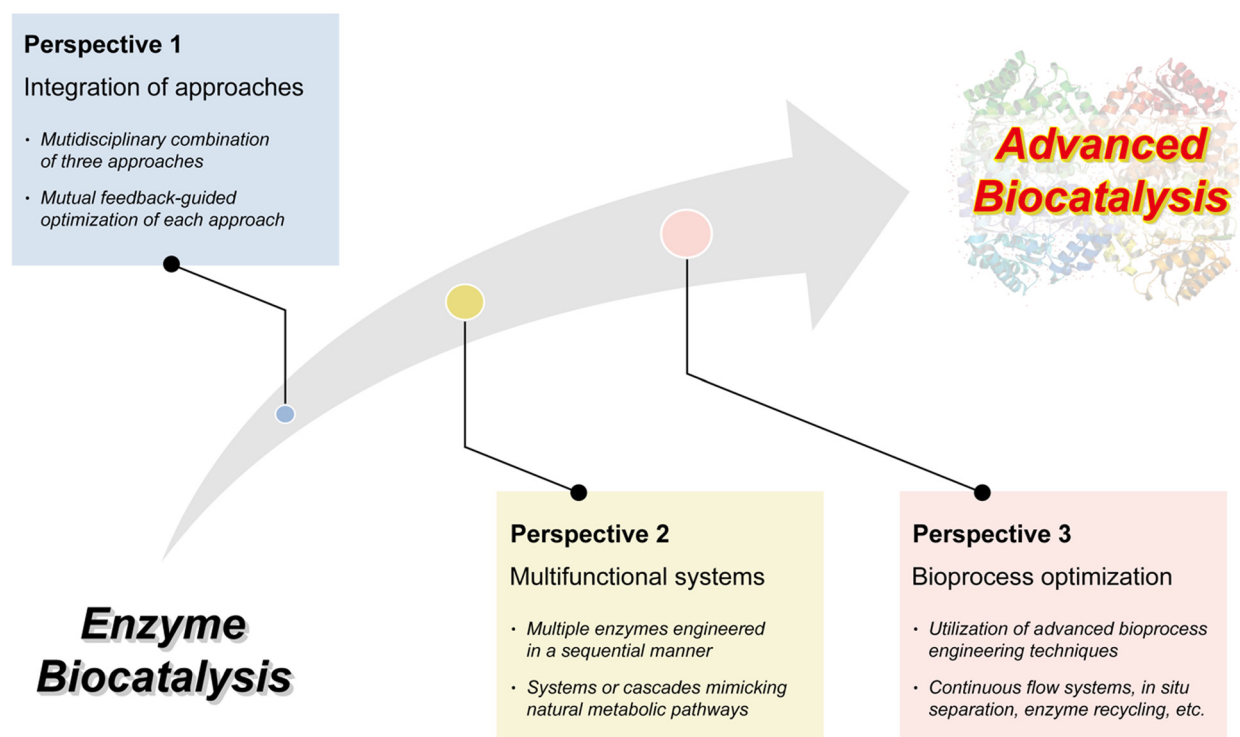 Perspective 1
Integration of approaches
· Mutidisciplinary combination
of three approaches
· Mutual feedback-guided
optimization of each approach
Advanced
Biocatalysis
Enzyme
Biocatalysis
Perspective 2
Multifunctional systems
· Multiple enzymes engineered
in a sequential manner
· Systems or cascades mimicking
natural metabolic pathways
Perspective 3
Bioprocess optimization
· Utilization of advanced bioprocess
engineering techniques
· Continuous flow systems, in situ
separation, enzyme recycling, etc.